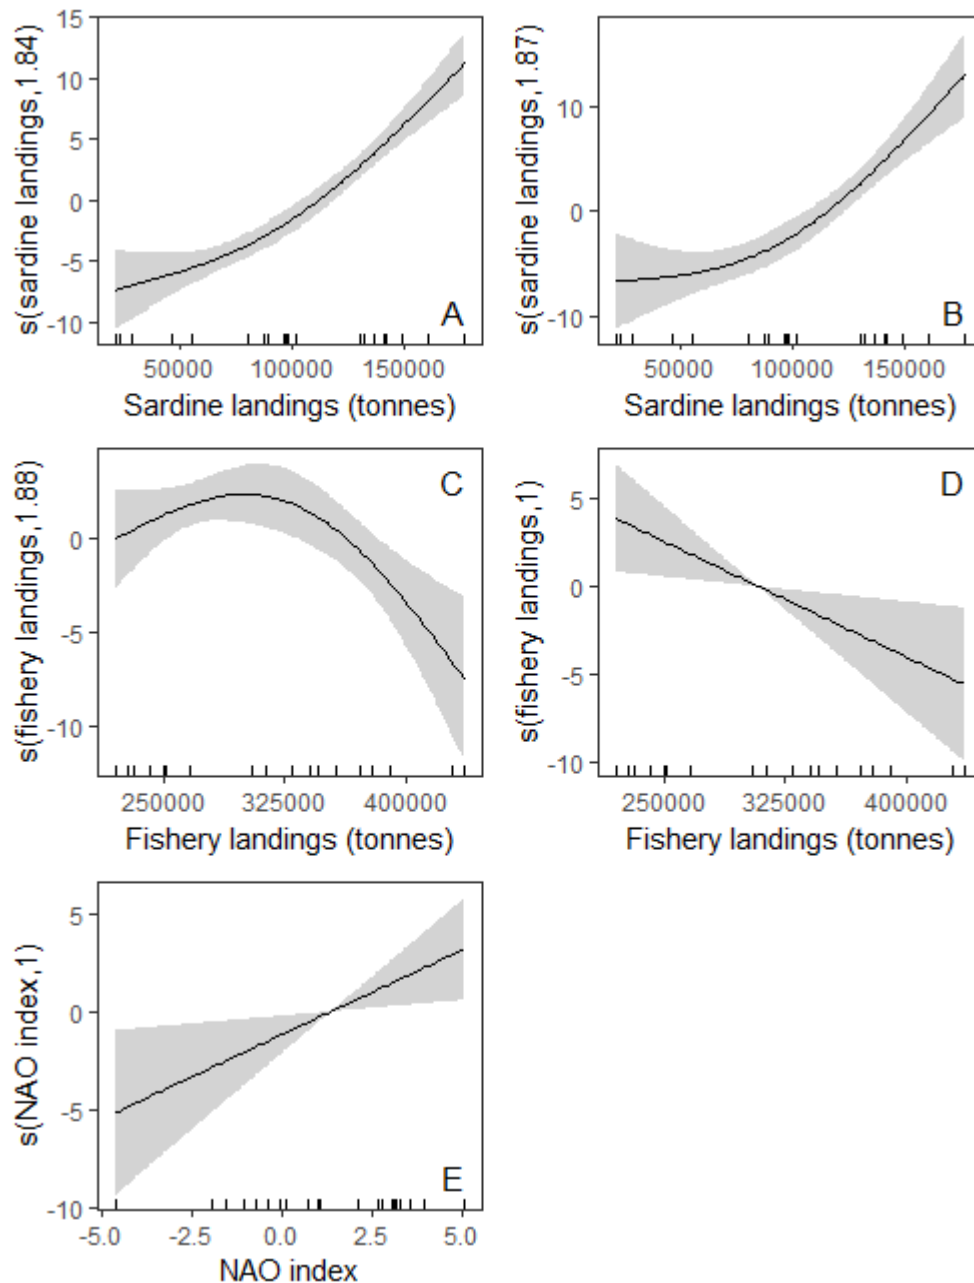 15
10
5
0
-5
-10
s(sardine landings,1.84)
A
50000 100000 150000
Sardine landings (tonnes)
10
0
-10
s(sardine landings,1.87)
B
50000 100000 150000
Sardine landings (tonnes)
0
-5
-10
s(fishery landings,1.88)
C
250000 325000 400000
Fishery landings (tonnes)
5
0
-5
-10
s(fishery landings,1)
D
250000 325000 400000
Fishery landings (tonnes)
5
0
-5
-10
s(NAO index,1)
E
-5.0 -2.5 0.0 2.5 5.0
NAO index